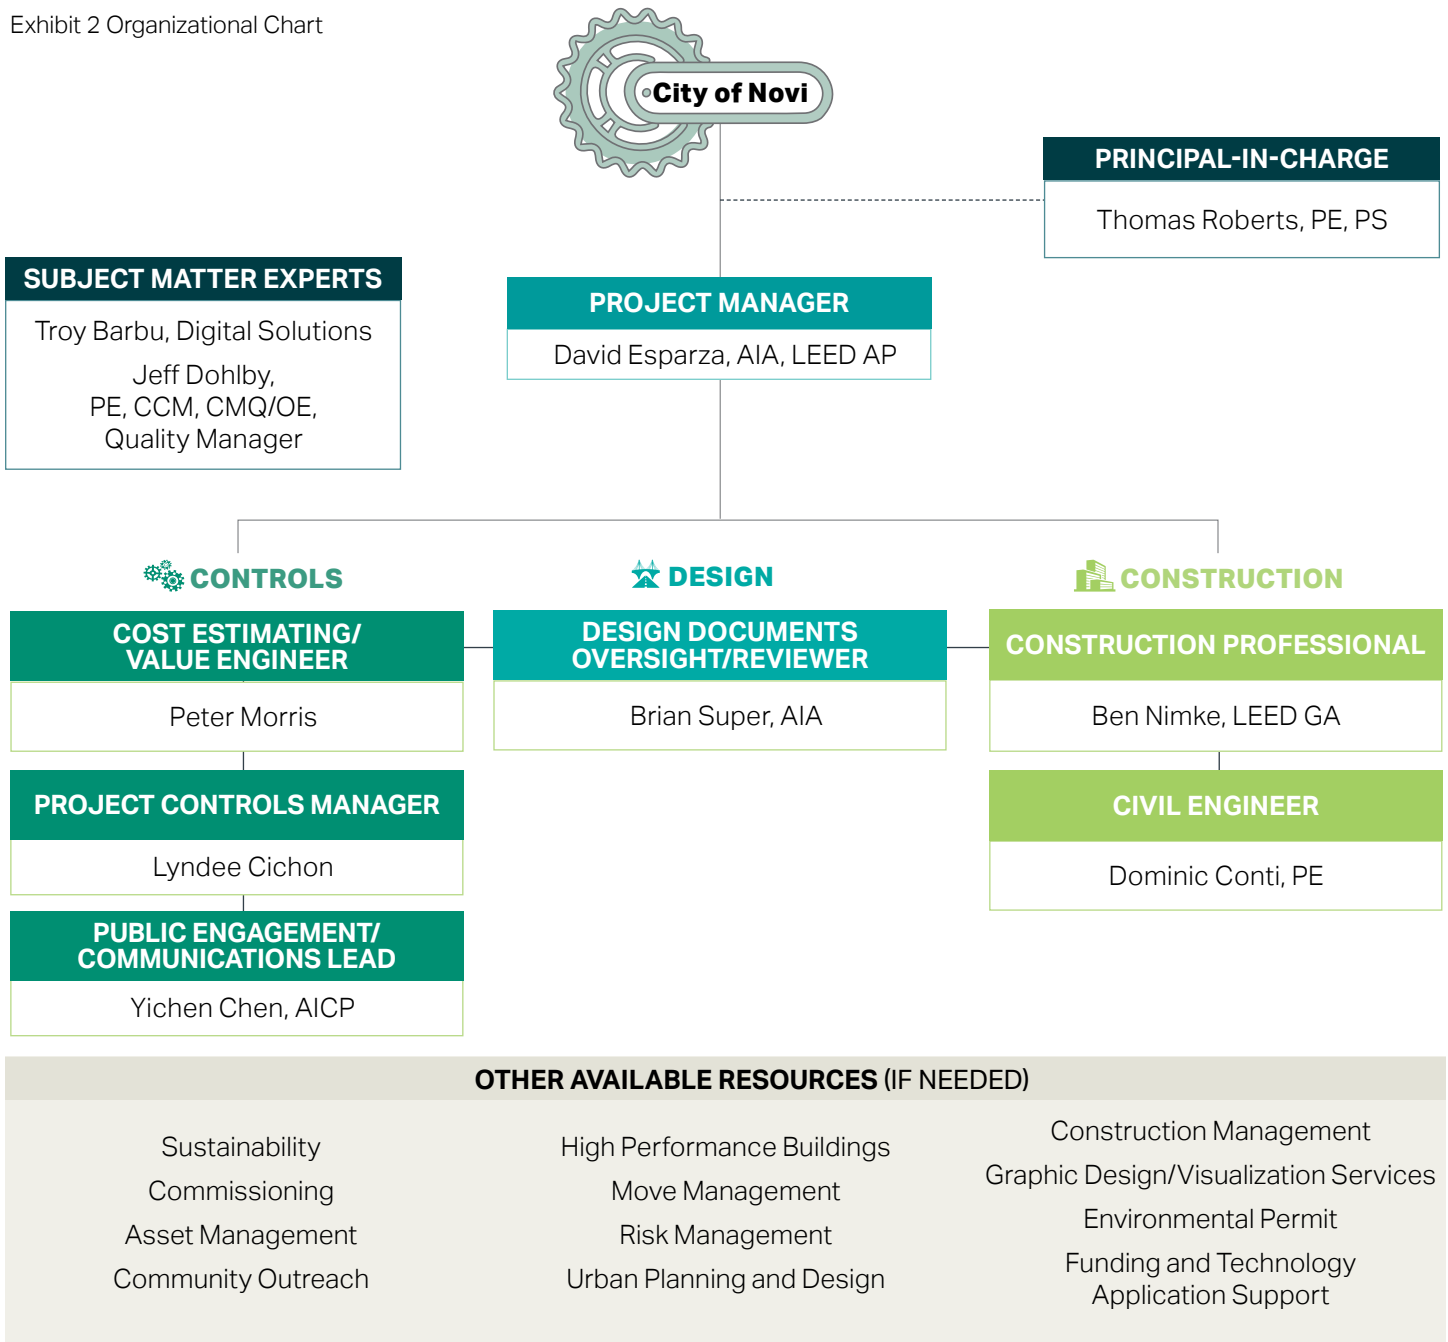 Exhibit 2 Organizational Chart
City of Novi
PRINCIPAL-IN-CHARGE
Thomas Roberts, PE, PS
SUBJECT MATTER EXPERTS
Troy Barbu, Digital Solutions
Jeff Dohlby,
PE, CCM, CMQ/OE,
Quality Manager
PROJECT MANAGER
David Esparza, AIA, LEED AP
CONTROLS
COST ESTIMATING/
VALUE ENGINEER
Peter Morris
PROJECT CONTROLS MANAGER
Lyndee Cichon
PUBLIC ENGAGEMENT/
COMMUNICATIONS LEAD
Yichen Chen, AICP
DESIGN
DESIGN DOCUMENTS
OVERSIGHT/REVIEWER
Brian Super, AIA
CONSTRUCTION
CONSTRUCTION PROFESSIONAL
Ben Nimke, LEED GA
CIVIL ENGINEER
Dominic Conti, PE
OTHER AVAILABLE RESOURCES (IF NEEDED)
Sustainability
Commissioning
Asset Management
Community Outreach
High Performance Buildings
Move Management
Risk Management
Urban Planning and Design
Construction Management
Graphic Design/Visualization Services
Environmental Permit
Funding and Technology
Application Support